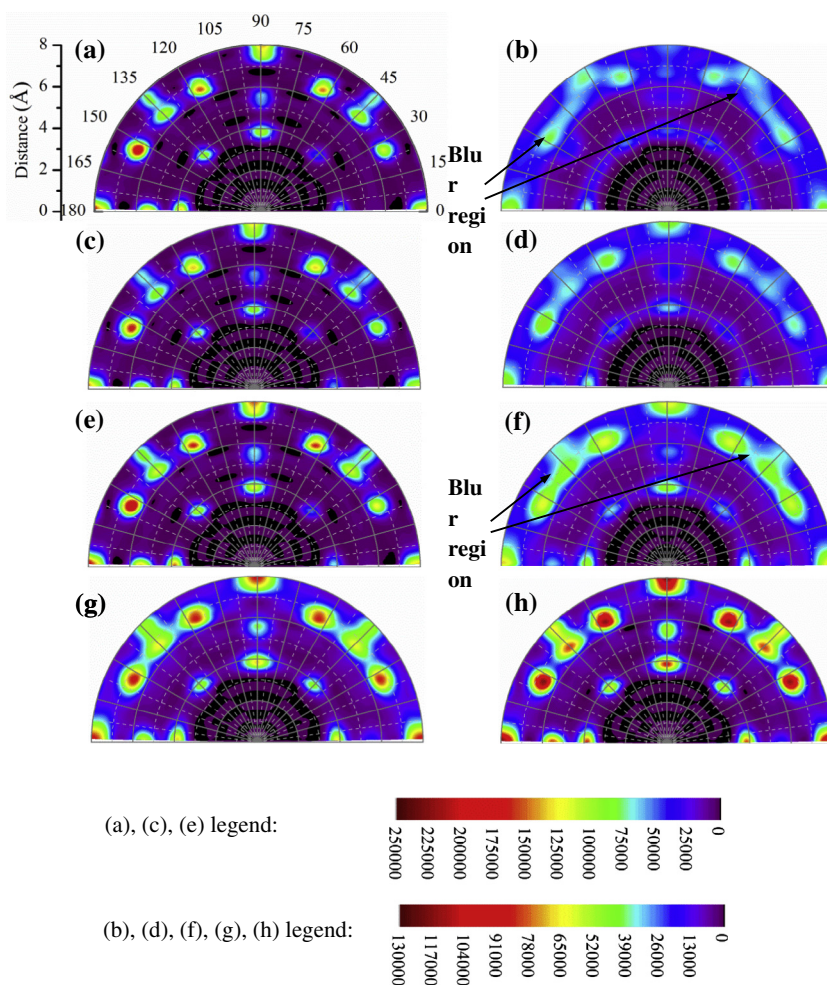 (a)
90
105
75
120
60
135
45
150
30
165
15
180
0
8
6
4
2
0
Distance (Å)
(b)
Blu
r
regi
on
(c)
(d)
(e)
(f)
Blu
r
regi
on
(g)
(h)
(a), (c), (e) legend:
250000
225000
200000
175000
150000
125000
100000
75000
50000
25000
0
(b), (d), (f), (g), (h) legend:
130000
117000
104000
91000
78000
65000
52000
39000
26000
13000
0